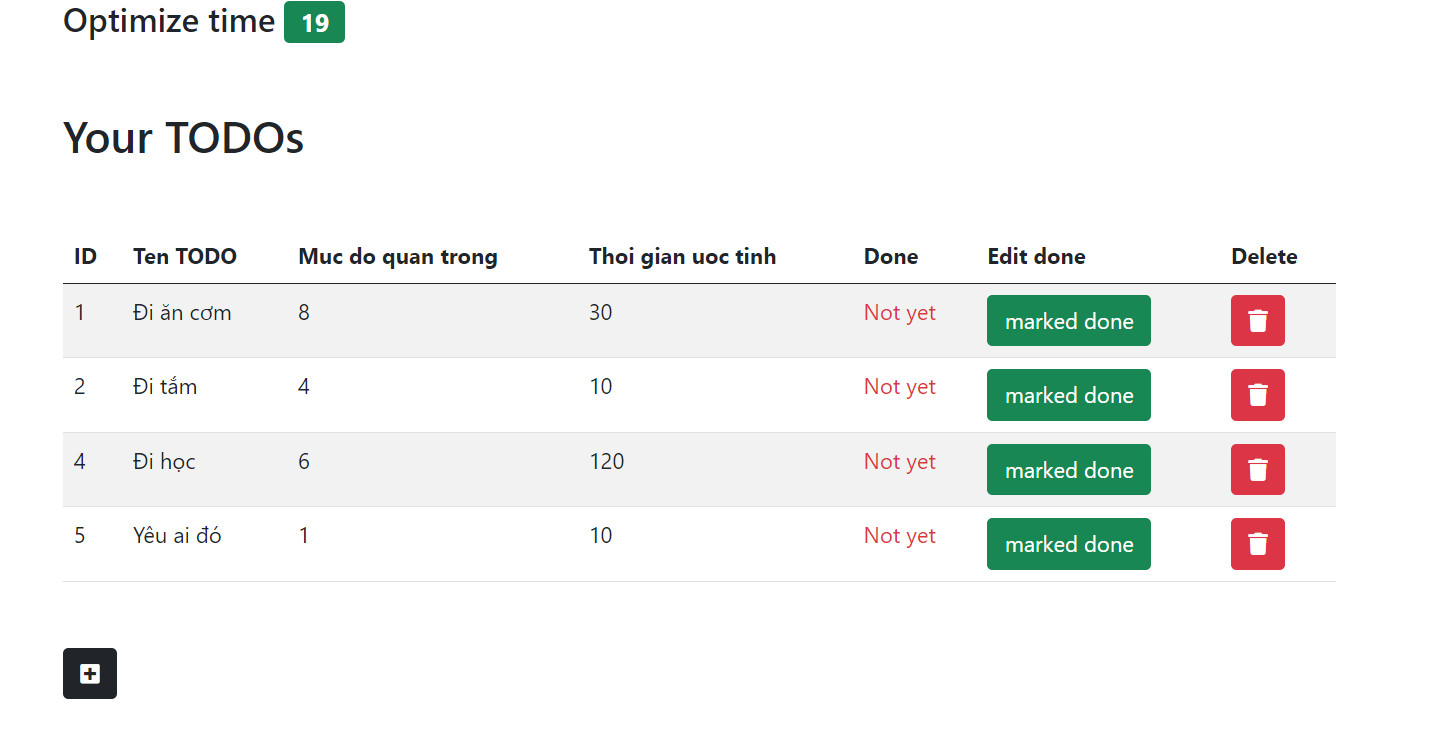 Optimize time 19
Your TODOs
ID Ten TODO Muc do quan trong Thoi gian uoc tinh Done Edit done Delete
1 Đi ăn cơm 8 30 Not yet marked done
2 Đi tắm 4 10 Not yet marked done
4 Đi học 6 120 Not yet marked done
5 Yêu ai đó 1 10 Not yet marked done